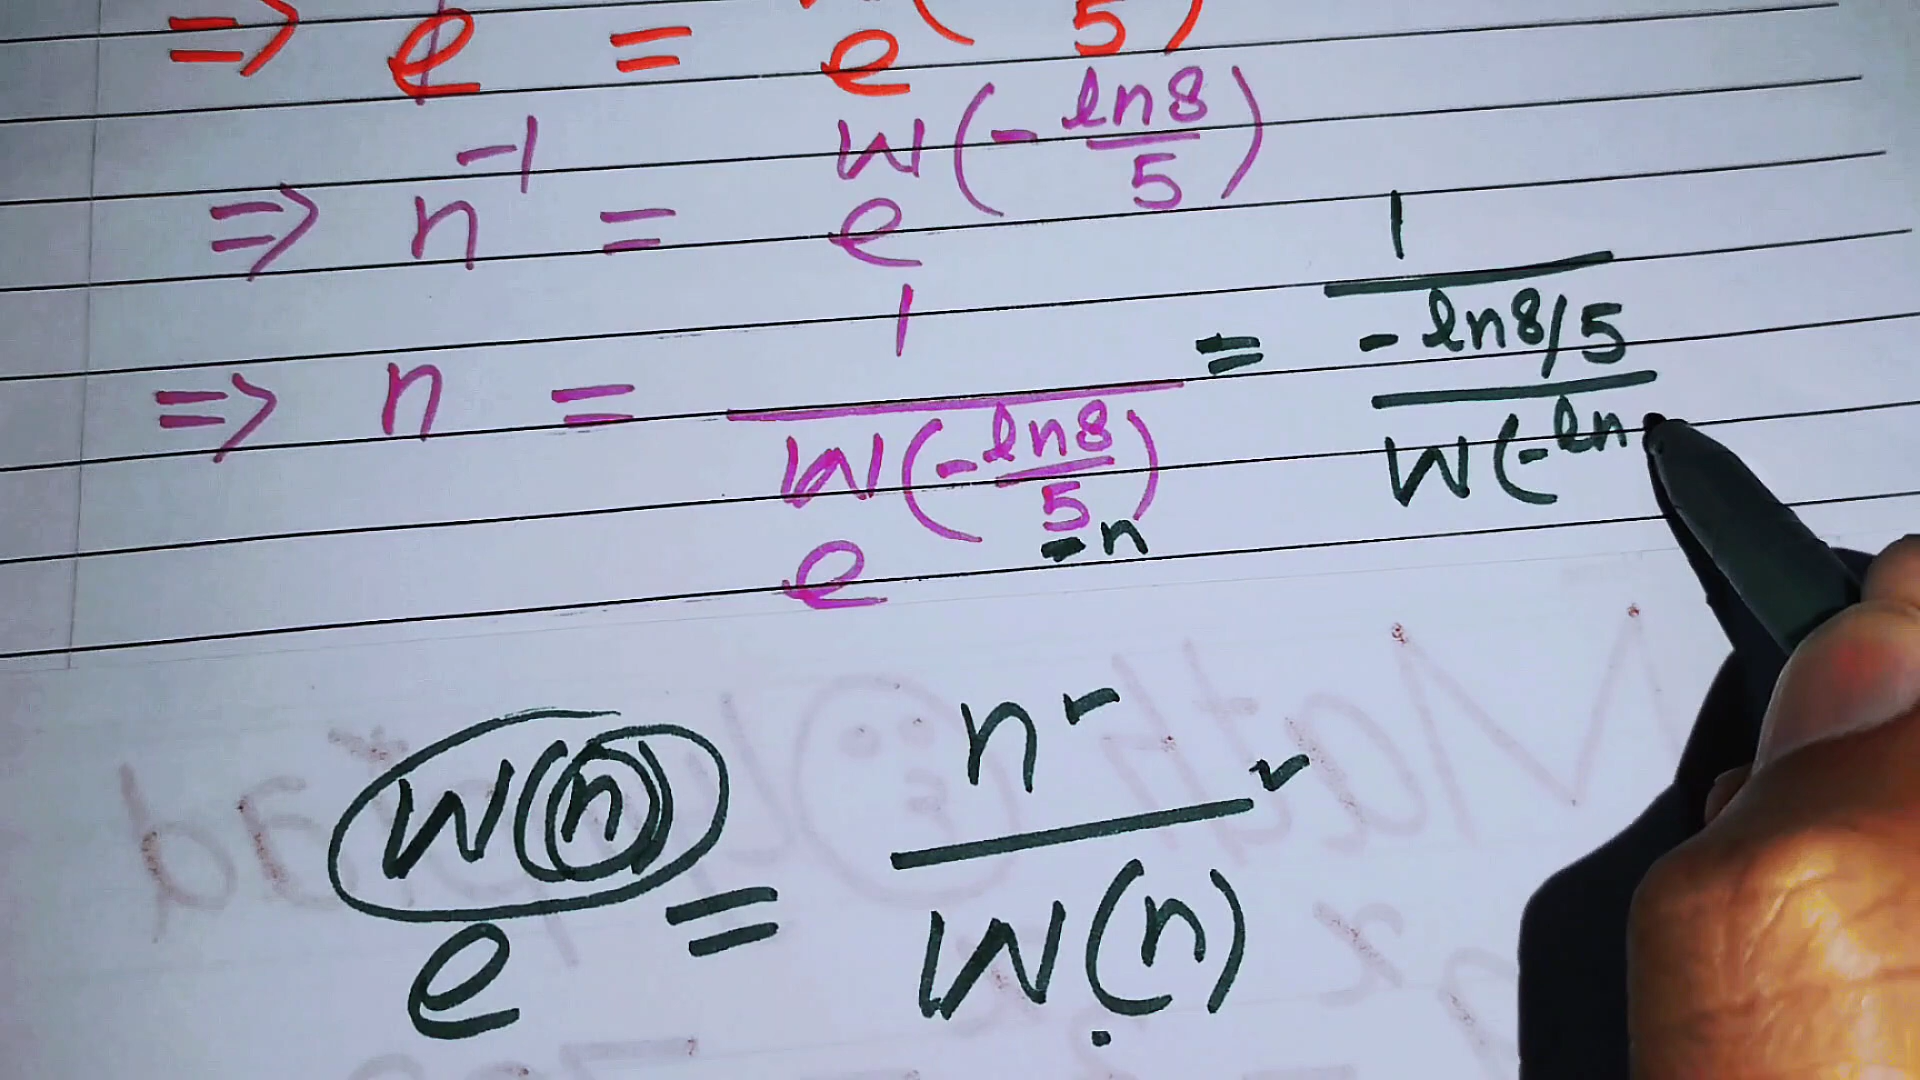 => e = e^( 5)
=> n^-1 = e^W(-ln8/5)
=> n = 1/e^W(-ln8/5) = 1/(-ln8/5)/W(-ln
=n
e^W(n) = n/W(n)